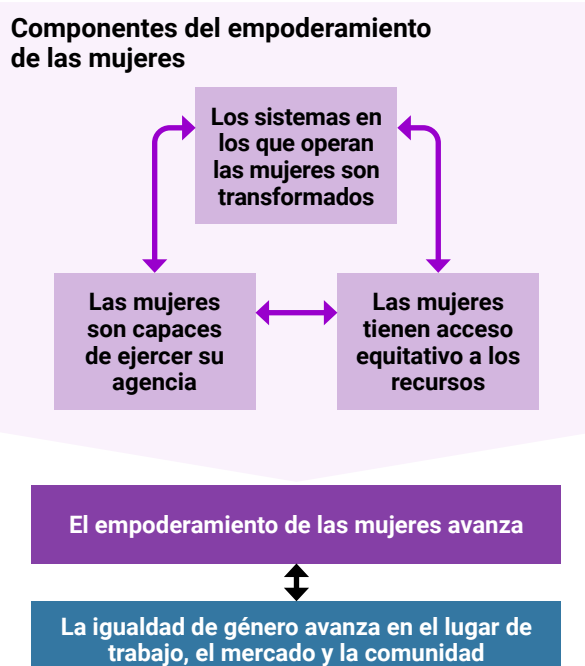 Componentes del empoderamiento
de las mujeres
Los sistemas en
los que operan
las mujeres son
transformados
Las mujeres
son capaces
de ejercer su
agencia
Las mujeres
tienen acceso
equitativo a los
recursos
El empoderamiento de las mujeres avanza
La igualdad de género avanza en el lugar de
trabajo, el mercado y la comunidad